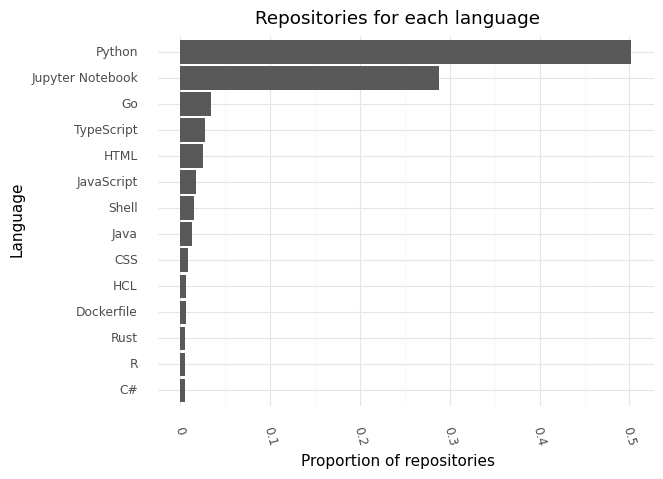 Repositories for each language
Python
Jupyter Notebook
Go
TypeScript
HTML
JavaScript
Shell
Java
CSS
HCL
Dockerfile
Rust
R
C#
Language
0 0.1 0.2 0.3 0.4 0.5
Proportion of repositories